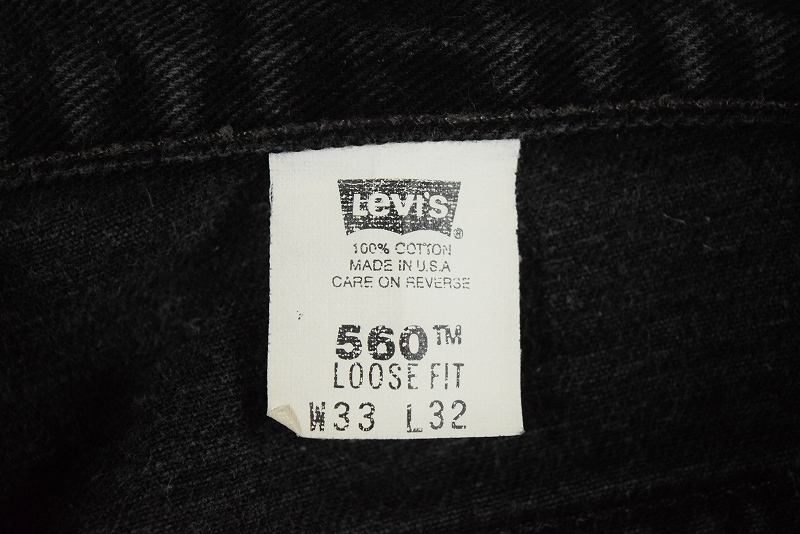 Levi's®
100% COTTON
MADE IN U.S.A
CARE ON REVERSE
560™
LOOSE FIT
W33 L32